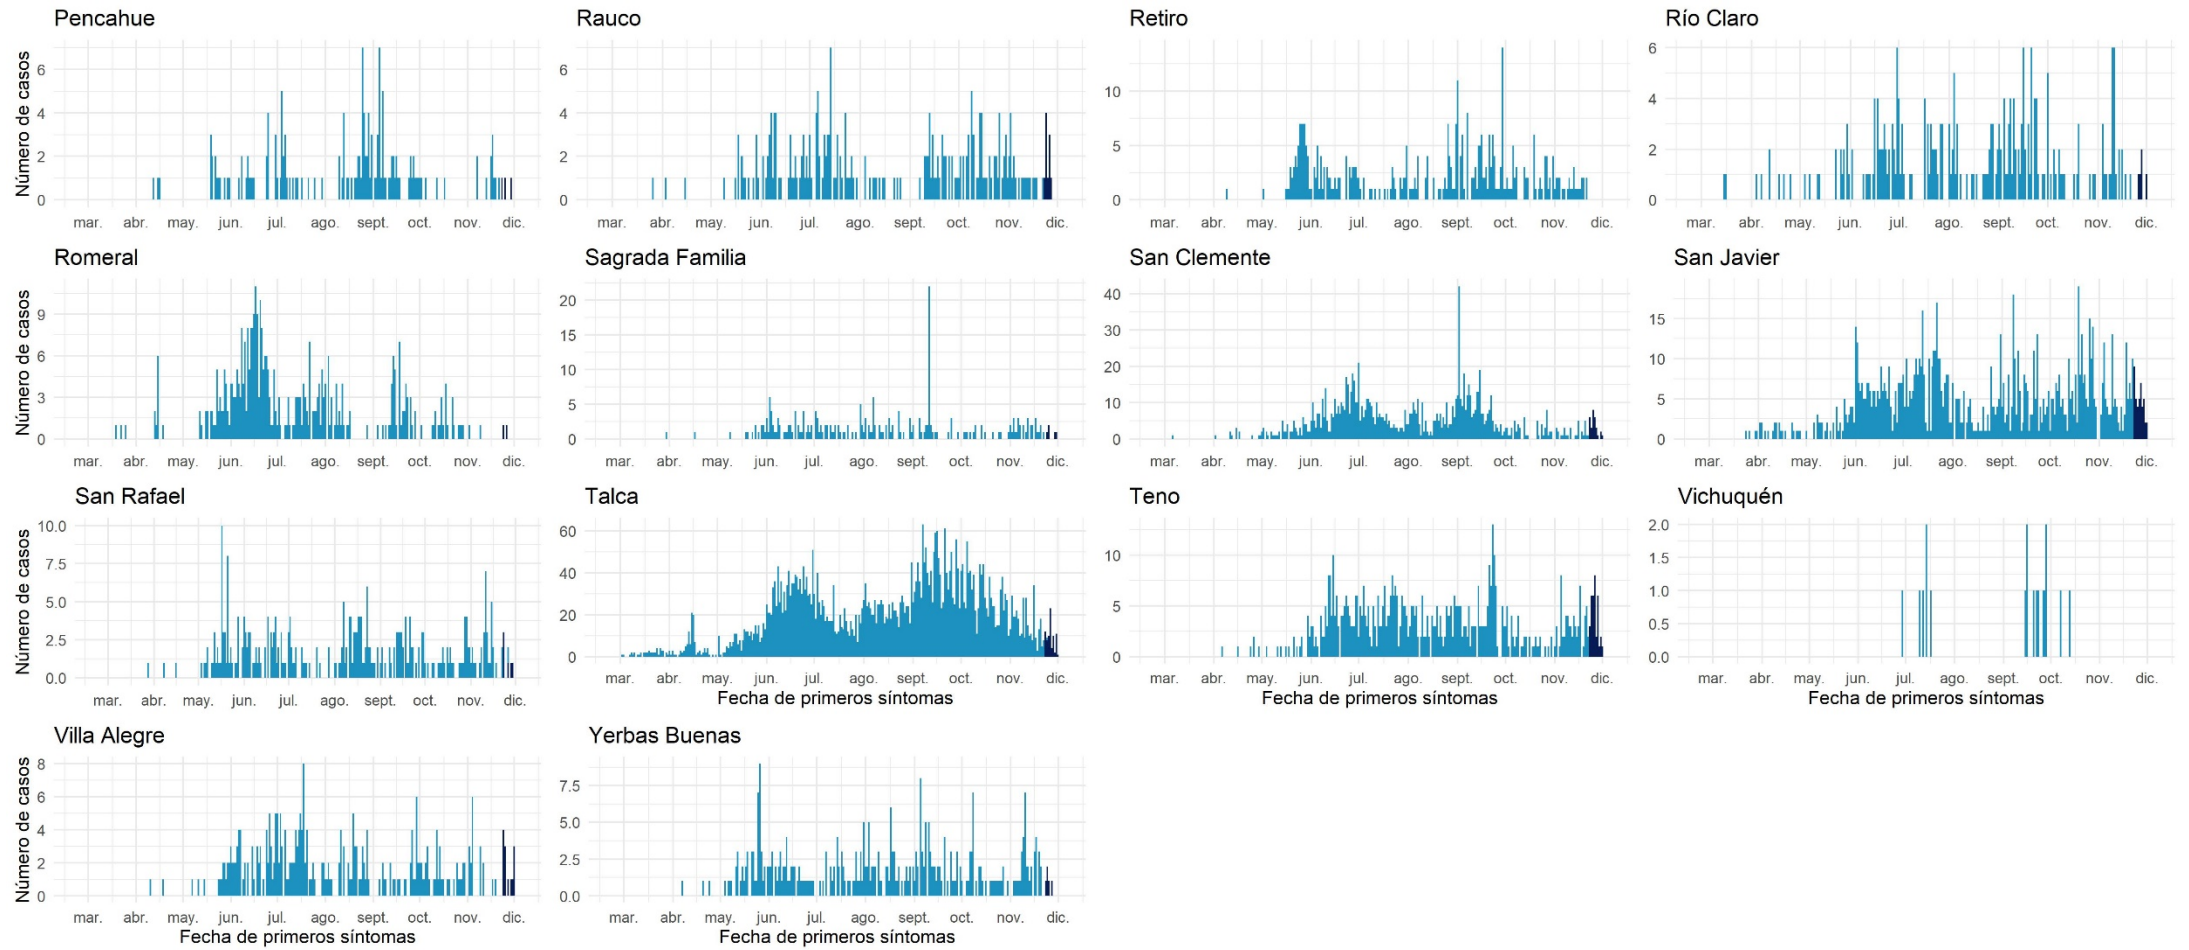 Pencahue
Número de casos
6
4
2
0
mar. abr. may. jun. jul. ago. sept. oct. nov. dic.
Rauco
6
4
2
0
mar. abr. may. jun. jul. ago. sept. oct. nov. dic.
Retiro
10
5
0
mar. abr. may. jun. jul. ago. sept. oct. nov. dic.
Río Claro
6
4
2
0
mar. abr. may. jun. jul. ago. sept. oct. nov. dic.
Romeral
Número de casos
9
6
3
0
mar. abr. may. jun. jul. ago. sept. oct. nov. dic.
Sagrada Familia
20
15
10
5
0
mar. abr. may. jun. jul. ago. sept. oct. nov. dic.
San Clemente
40
30
20
10
0
mar. abr. may. jun. jul. ago. sept. oct. nov. dic.
San Javier
15
10
5
0
mar. abr. may. jun. jul. ago. sept. oct. nov. dic.
San Rafael
Número de casos
10.0
7.5
5.0
2.5
0.0
mar. abr. may. jun. jul. ago. sept. oct. nov. dic.
Talca
60
40
20
0
mar. abr. may. jun. jul. ago. sept. oct. nov. dic.
Fecha de primeros síntomas
Teno
10
5
0
mar. abr. may. jun. jul. ago. sept. oct. nov. dic.
Fecha de primeros síntomas
Vichuquén
2.0
1.5
1.0
0.5
0.0
mar. abr. may. jun. jul. ago. sept. oct. nov. dic.
Fecha de primeros síntomas
Villa Alegre
Número de casos
8
6
4
2
0
mar. abr. may. jun. jul. ago. sept. oct. nov. dic.
Fecha de primeros síntomas
Yerbas Buenas
7.5
5.0
2.5
0.0
mar. abr. may. jun. jul. ago. sept. oct. nov. dic.
Fecha de primeros síntomas